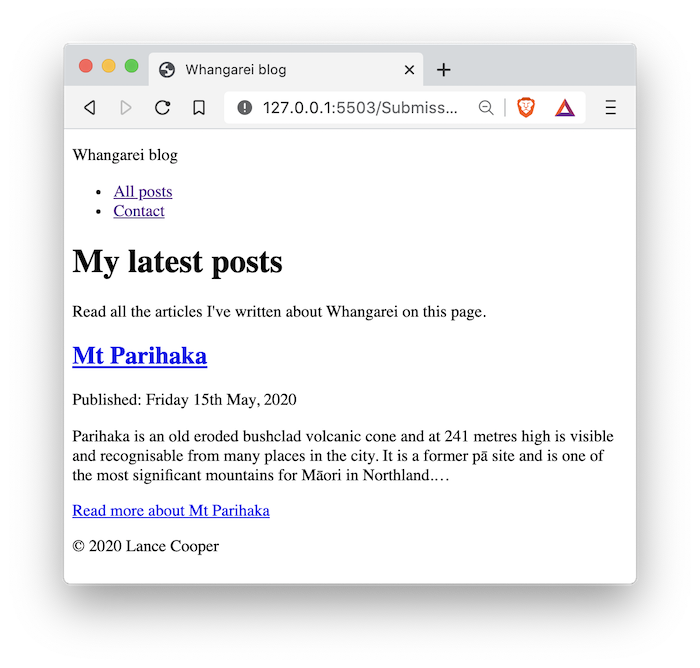 Whangarei blog
127.0.0.1:5503/Submiss...
Whangarei blog
All posts
Contact
My latest posts
Read all the articles I've written about Whangarei on this page.
Mt Parihaka
Published: Friday 15th May, 2020
Parihaka is an old eroded bushclad volcanic cone and at 241 metres high is visible
and recognisable from many places in the city. It is a former pā site and is one of
the most significant mountains for Māori in Northland.…
Read more about Mt Parihaka
© 2020 Lance Cooper